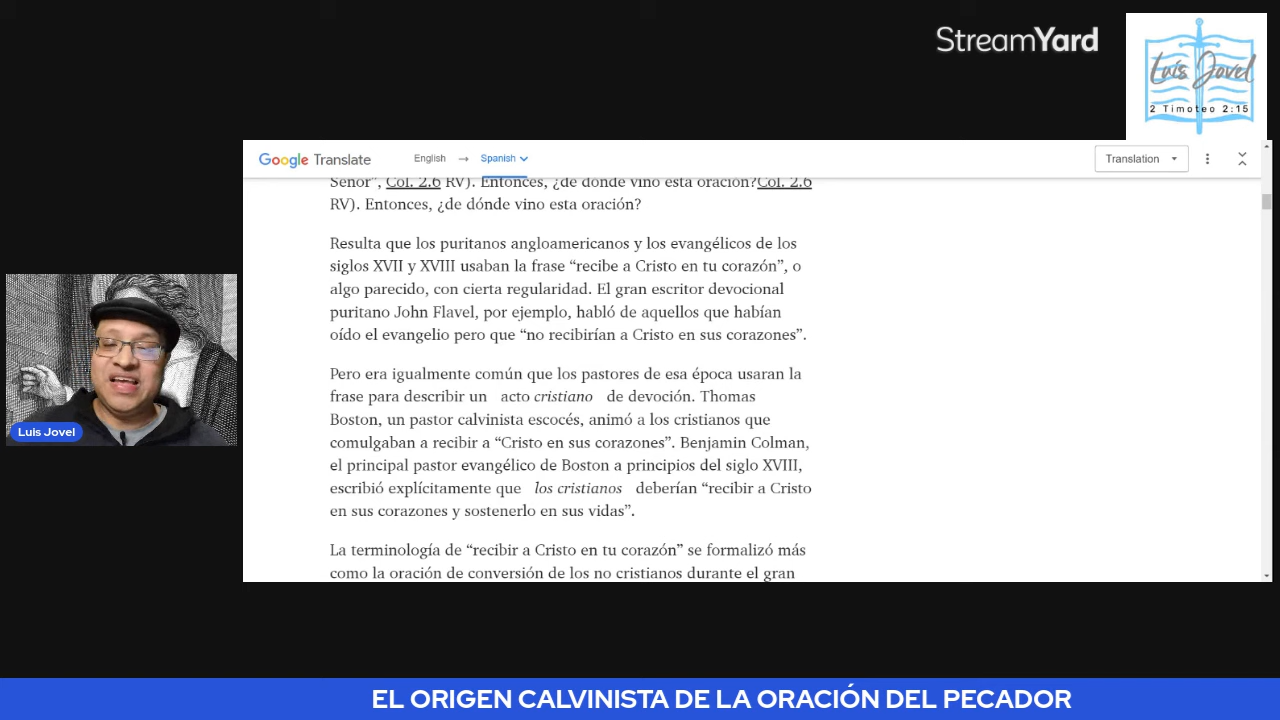 StreamYard
Luis Jovel
2 Timoteo 2:15
Google Translate English → Spanish Translation
Señor", Col. 2.6 RV). Entonces, ¿de dónde vino esta oración?Col. 2.6
RV). Entonces, ¿de dónde vino esta oración?
Resulta que los puritanos angloamericanos y los evangélicos de los
siglos XVII y XVIII usaban la frase “recibe a Cristo en tu corazón”, o
algo parecido, con cierta regularidad. El gran escritor devocional
puritano John Flavel, por ejemplo, habló de aquellos que habían
oído el evangelio pero que “no recibirían a Cristo en sus corazones”.
Pero era igualmente común que los pastores de esa época usaran la
frase para describir un acto cristiano de devoción. Thomas
Boston, un pastor calvinista escocés, animó a los cristianos que
comulgaban a recibir a “Cristo en sus corazones”. Benjamin Colman,
el principal pastor evangélico de Boston a principios del siglo XVIII,
escribió explícitamente que los cristianos deberían “recibir a Cristo
en sus corazones y sostenerlo en sus vidas”.
La terminología de “recibir a Cristo en tu corazón” se formalizó más
como la oración de conversión de los no cristianos durante el gran
Luis Jovel
EL ORIGEN CALVINISTA DE LA ORACIÓN DEL PECADOR